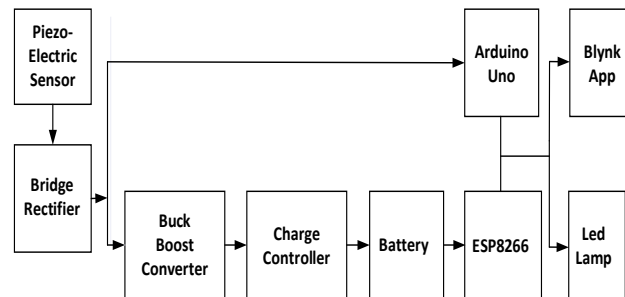 Piezo-
Electric
Sensor
Arduino
Uno
Blynk
App
Bridge
Rectifier
Buck
Boost
Converter
Charge
Controller
Battery
ESP8266
Led
Lamp